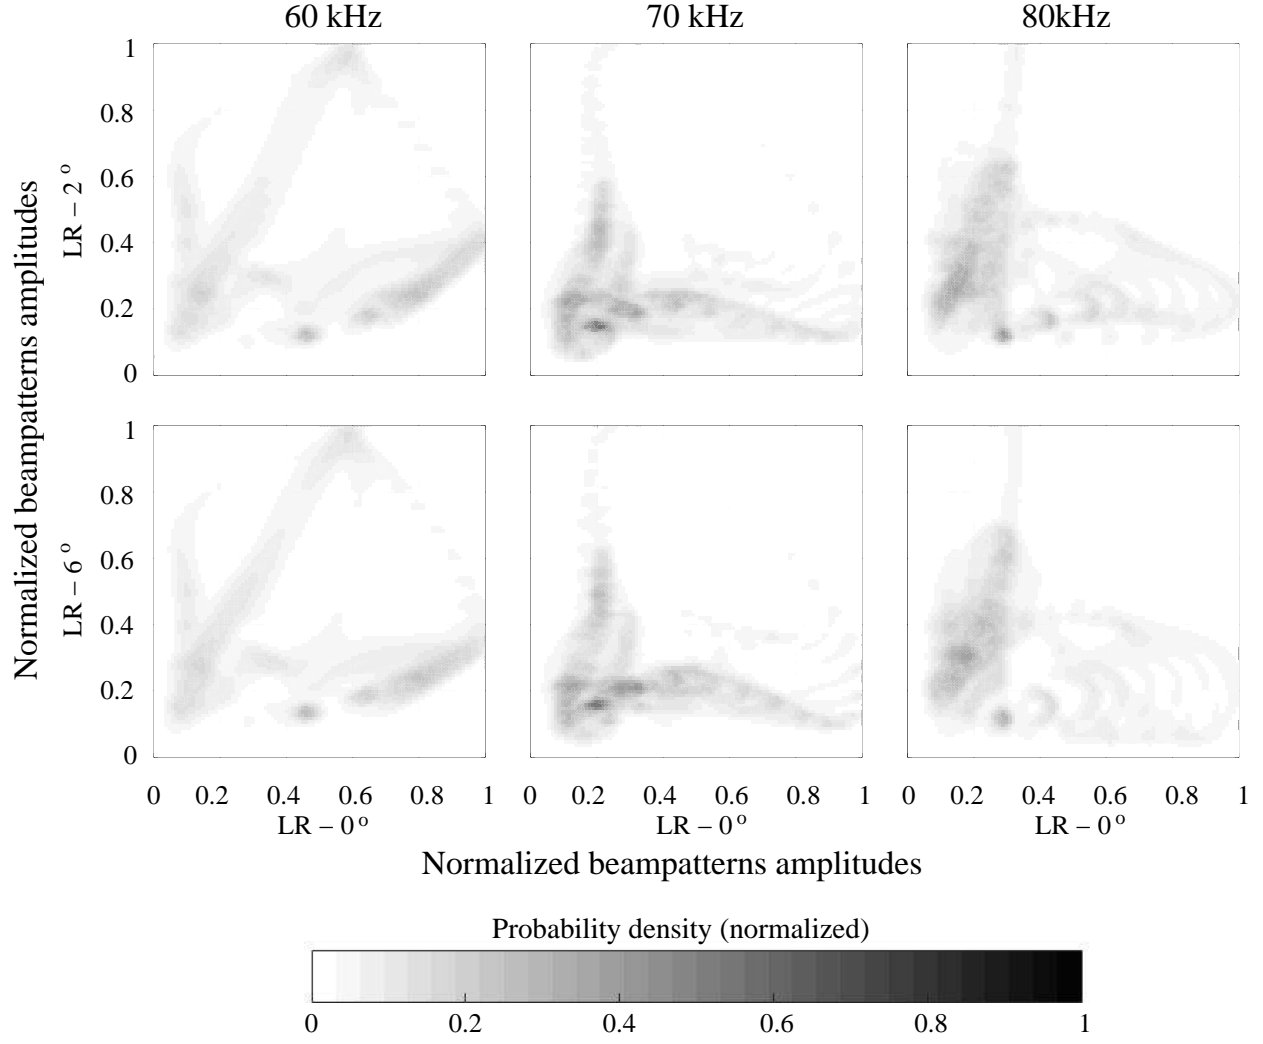 60 kHz 70 kHz 80kHz
Normalized beampatterns amplitudes
LR – 2 o
1
0.8
0.6
0.4
0.2
0
LR – 6 o
1
0.8
0.6
0.4
0.2
0
0 0.2 0.4 0.6 0.8 1 0 0.2 0.4 0.6 0.8 1 0 0.2 0.4 0.6 0.8 1
LR – 0 o LR – 0 o LR – 0 o
Normalized beampatterns amplitudes
Probability density (normalized)
0 0.2 0.4 0.6 0.8 1